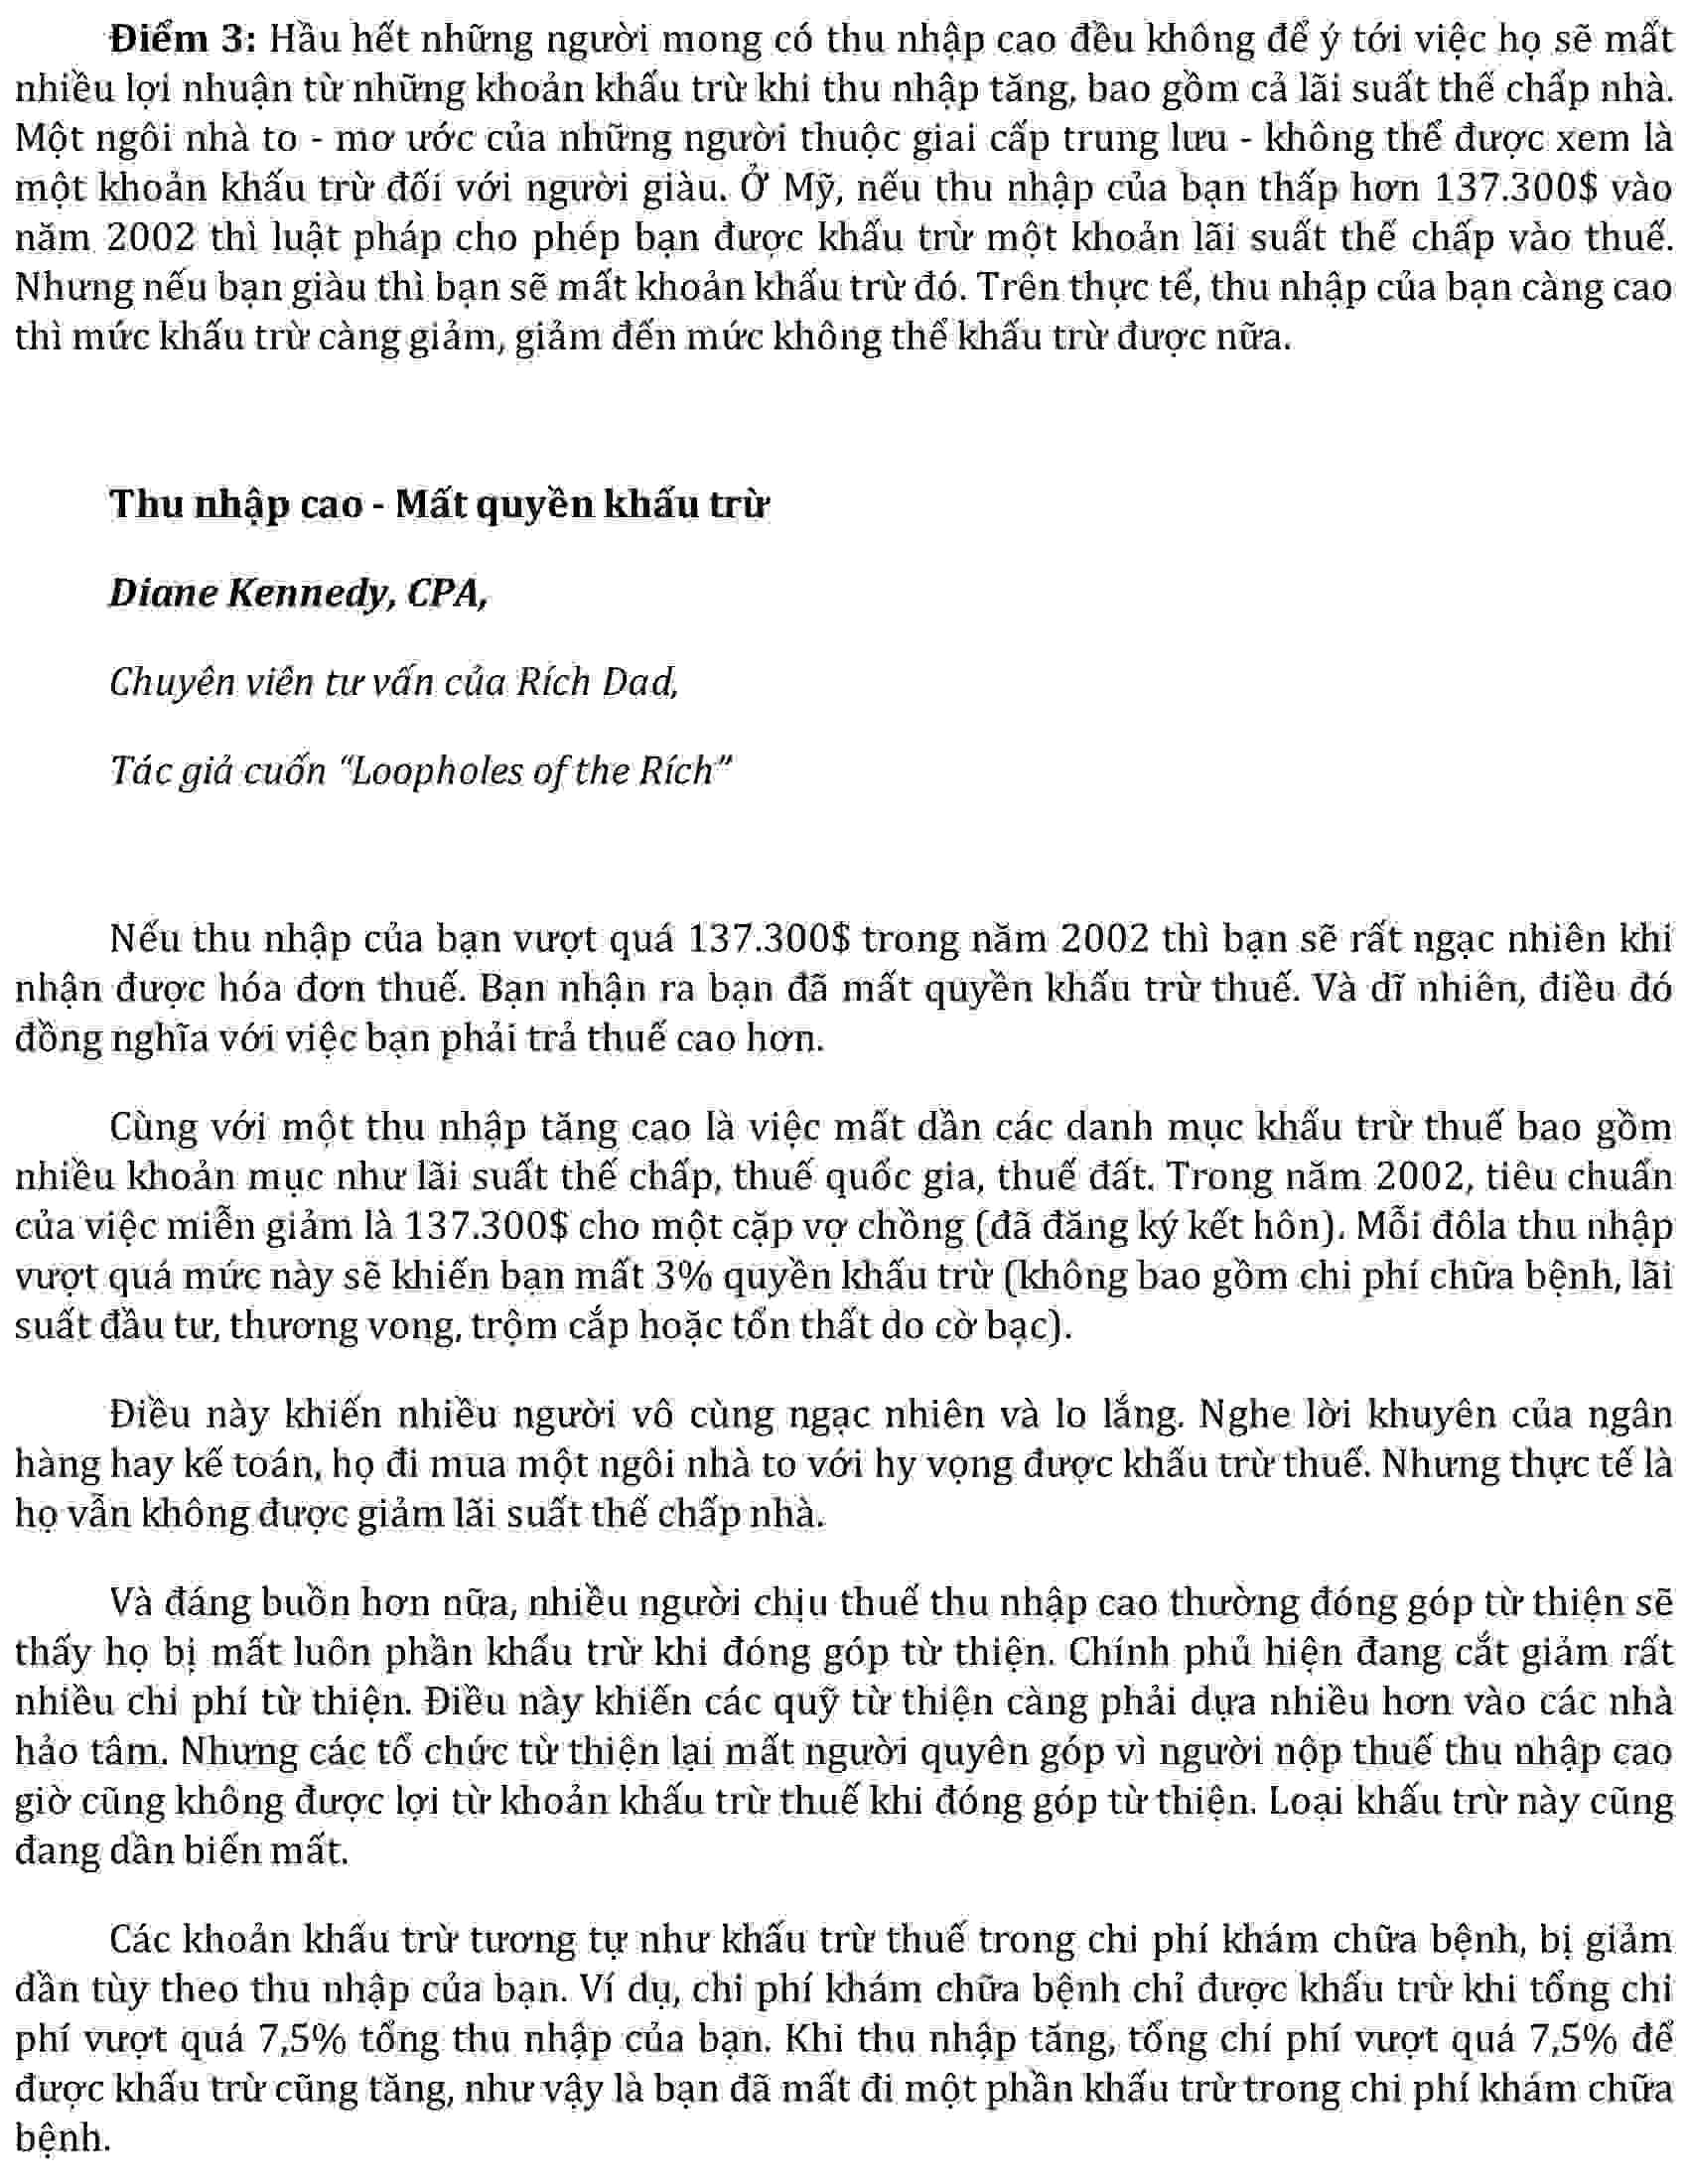 Điểm 3: Hầu hết những người mong có thu nhập cao đều không để ý tới việc họ sẽ mất
nhiều lợi nhuận từ những khoản khấu trừ khi thu nhập tăng, bao gồm cả lãi suất thế chấp nhà.
Một ngôi nhà to - mơ ước của những người thuộc giai cấp trung lưu - không thể được xem là
một khoản khấu trừ đối với người giàu. Ở Mỹ, nếu thu nhập của bạn thấp hơn 137.300$ vào
năm 2002 thì luật pháp cho phép bạn được khấu trừ một khoản lãi suất thế chấp vào thuế.
Nhưng nếu bạn giàu thì bạn sẽ mất khoản khấu trừ đó. Trên thực tế, thu nhập của bạn càng cao
thì mức khấu trừ càng giảm, giảm đến mức không thể khấu trừ được nữa.
Thu nhập cao - Mất quyền khấu trừ
Diane Kennedy, CPA,
Chuyên viên tư vấn của Rích Dad,
Tác giả cuốn “Loopholes of the Rích”
Nếu thu nhập của bạn vượt quá 137.300$ trong năm 2002 thì bạn sẽ rất ngạc nhiên khi
nhận được hóa đơn thuế. Bạn nhận ra bạn đã mất quyền khấu trừ thuế. Và dĩ nhiên, điều đó
đồng nghĩa với việc bạn phải trả thuế cao hơn.
Cùng với một thu nhập tăng cao là việc mất dần các danh mục khấu trừ thuế bao gồm
nhiều khoản mục như lãi suất thế chấp, thuế quốc gia, thuế đất. Trong năm 2002, tiêu chuẩn
của việc miễn giảm là 137.300$ cho một cặp vợ chồng (đã đăng ký kết hôn). Mỗi đôla thu nhập
vượt quá mức này sẽ khiến bạn mất 3% quyền khấu trừ (không bao gồm chi phí chữa bệnh, lãi
suất đầu tư, thương vong, trộm cắp hoặc tổn thất do cờ bạc).
Điều này khiến nhiều người vô cùng ngạc nhiên và lo lắng. Nghe lời khuyên của ngân
hàng hay kế toán, họ đi mua một ngôi nhà to với hy vọng được khấu trừ thuế. Nhưng thực tế là
họ vẫn không được giảm lãi suất thế chấp nhà.
Và đáng buồn hơn nữa, nhiều người chịu thuế thu nhập cao thường đóng góp từ thiện sẽ
thấy họ bị mất luôn phần khấu trừ khi đóng góp từ thiện. Chính phủ hiện đang cắt giảm rất
nhiều chi phí từ thiện. Điều này khiến các quỹ từ thiện càng phải dựa nhiều hơn vào các nhà
hảo tâm. Nhưng các tổ chức từ thiện lại mất người quyên góp vì người nộp thuế thu nhập cao
giờ cũng không được lợi từ khoản khấu trừ thuế khi đóng góp từ thiện. Loại khấu trừ này cũng
đang dần biến mất.
Các khoản khấu trừ tương tự như khấu trừ thuế trong chi phí khám chữa bệnh, bị giảm
dần tùy theo thu nhập của bạn. Ví dụ, chi phí khám chữa bệnh chỉ được khấu trừ khi tổng chi
phí vượt quá 7,5% tổng thu nhập của bạn. Khi thu nhập tăng, tổng chí phí vượt quá 7,5% để
được khấu trừ cũng tăng, như vậy là bạn đã mất đi một phần khấu trừ trong chi phí khám chữa
bệnh.